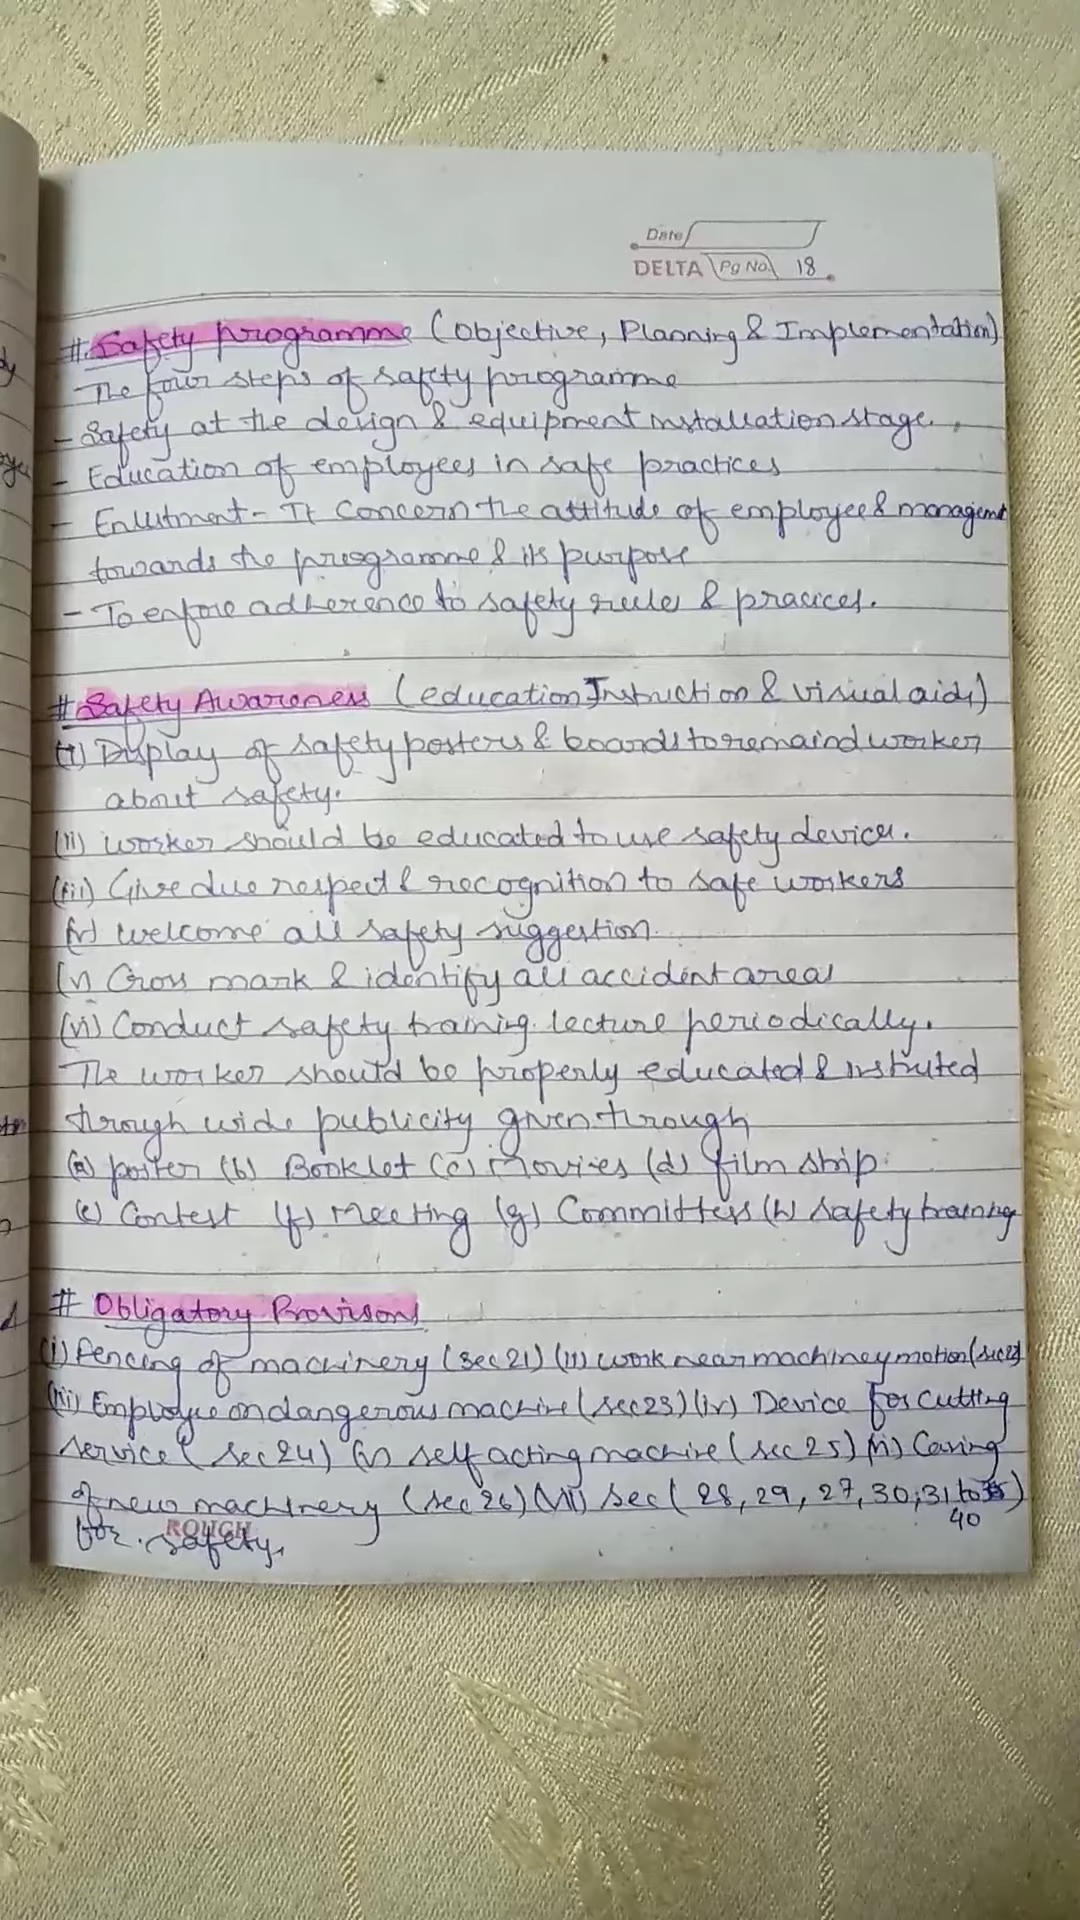 Date
DELTA Pg No. 18
#. Safety programme (Objective, Planning & Implementation)
The four steps of safety programme
- Safety at the design & equipment installation stage.
- Education of employees in safe practices
- Enlistment - It concern the attitude of employee & management
towards the programme & its purpose
- To enfore adherence to safety rules & pracices.
# Safety Awareness (education Instruction & visual aids)
(i) Display of safety posters & boards to remaind worker
about safety.
(ii) worker should be educated to use safety device.
(iii) Give due respect & recognition to safe workers
(iv) welcome all safety suggestion.
(v) Cross mark & identify all accident areas
(vi) Conduct safety training lecture periodically.
The worker should be properly educated & instruted
through wide publicity given through
(a) poster (b) Booklet (c) Movies (d) film strip.
(e) Contest (f) Meeting (g) Committess (h) Safety training
# Obligatory Provisons
(i) Fencing of machinery (sec 21) (ii) work near machiney motion (sec 22)
(iii) Employee on dangerous machine (sec 23) (iv) Device for cutting
service (sec 24) (v) self acting machine (sec 25) (vi) Casing
of new machinery (sec 26) (vii) sec (28, 29, 27, 30, 31 to
40
for safety.
ROUGH